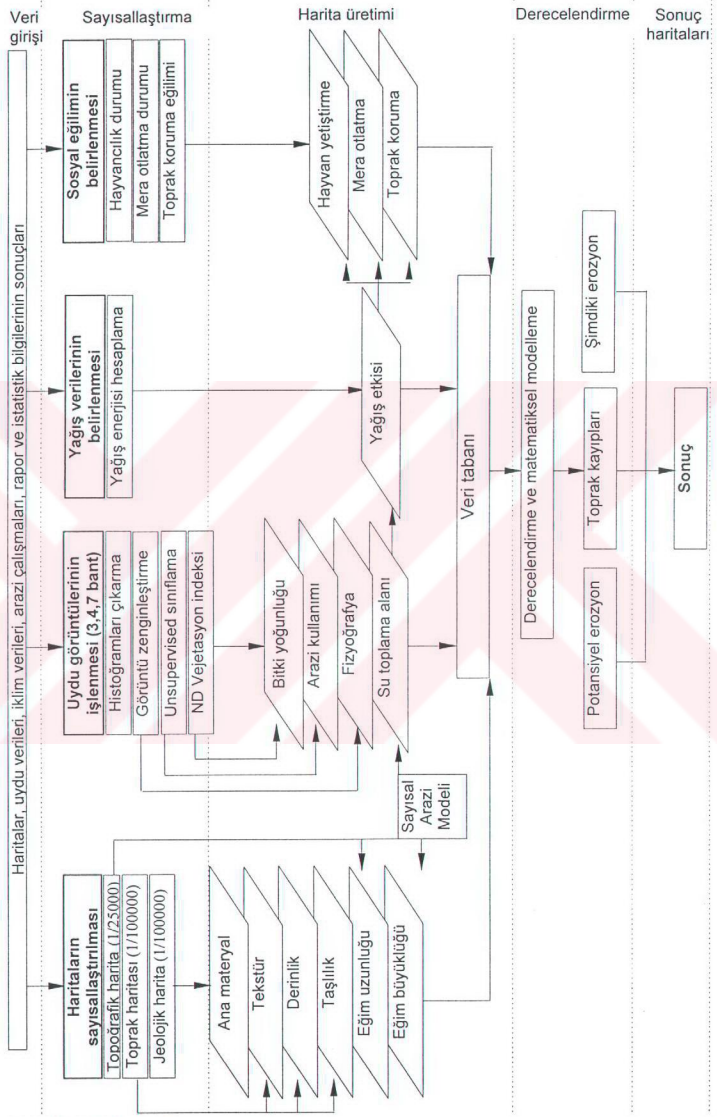 Veri
girişi
Sayısallaştırma
Harita üretimi
Derecelendirme
Sonuç
haritaları
Haritalar, uydu verileri, iklim verileri, arazi çalışmaları, rapor ve istatistik bilgilerinin sonuçları
Haritaların
sayısallaştırılması
Topoğrafik harita (1/25000)
Toprak haritası (1/100000)
Jeolojik harita (1/100000)
Uydu görüntülerinin
işlenmesi (3,4,7 bant)
Histogramları çıkarma
Görüntü zenginleştirme
Unsupervised sınıflama
ND Vejetasyon indeksi
Yağış verilerinin
belirlenmesi
Yağış enerjisi hesaplama
Sosyal eğilimin
belirlenmesi
Hayvancılık durumu
Mera otlatma durumu
Toprak koruma eğilimi
Ana materyal
Tekstür
Derinlik
Taşlılık
Eğim uzunluğu
Eğim büyüklüğü
Sayısal
Arazi
Modeli
Bitki yoğunluğu
Arazi kullanımı
Fizyoğrafya
Su toplama alanı
Yağış etkisi
Hayvan yetiştirme
Mera otlatma
Toprak koruma
Veri tabanı
Derecelendirme ve matematiksel modelleme
Potansiyel erozyon
Toprak kayıpları
Şimdiki erozyon
Sonuç